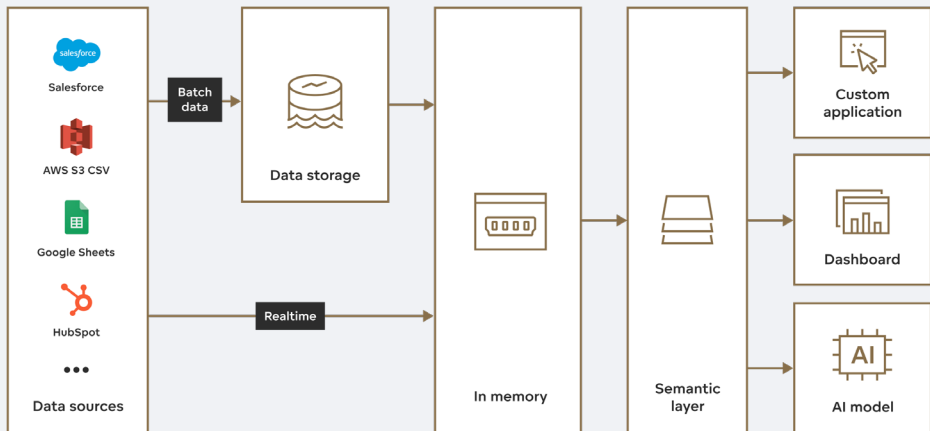 salesforce
Salesforce
AWS S3 CSV
Google Sheets
HubSpot
Data sources
Batch
data
Realtime
Data storage
In memory
Semantic
layer
Custom
application
Dashboard
AI
AI model